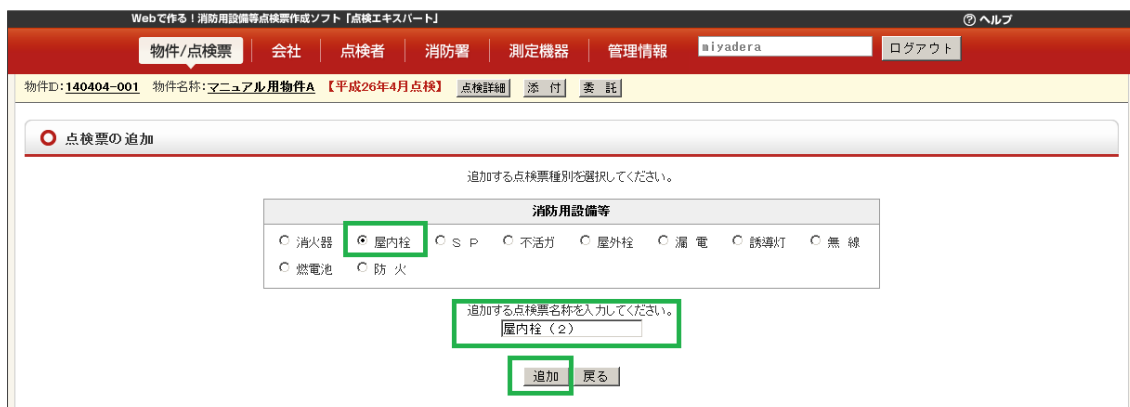 Webで作る！消防用設備等点検票作成ソフト「点検エキスパート」 ? ヘルプ
物件/点検票 会社 点検者 消防署 測定機器 管理情報 miyadera ログアウト
物件ID:140404-001 物件名称:マニュアル用物件A 【平成26年4月点検】 点検詳細 添 付 委 託
点検票の追加
追加する点検票種別を選択してください。
消防用設備等
消火器 屋内栓 S P 不活ガ 屋外栓 漏 電 誘導灯 無 線
燃電池 防 火
追加する点検票名称を入力してください。
屋内栓（2）
追加 戻る